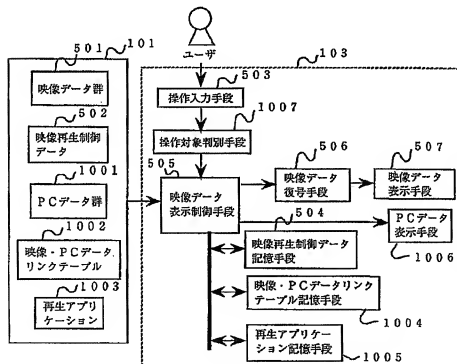 ユーザ
101
103
501
映像データ群
502
映像再生制御
データ
1001
PCデータ群
1002
映像・PCデータ
リンクテーブル
1003
再生アプリ
ケーション
503
操作入力手段
1007
操作対象判別手段
505
映像データ
表示制御手段
506
映像データ
復号手段
507
映像データ
表示手段
PCデータ
表示手段
1006
504
映像再生制御データ
記憶手段
映像・PCデータリンク
テーブル記憶手段
1004
再生アプリケー
ション記憶手段
1005